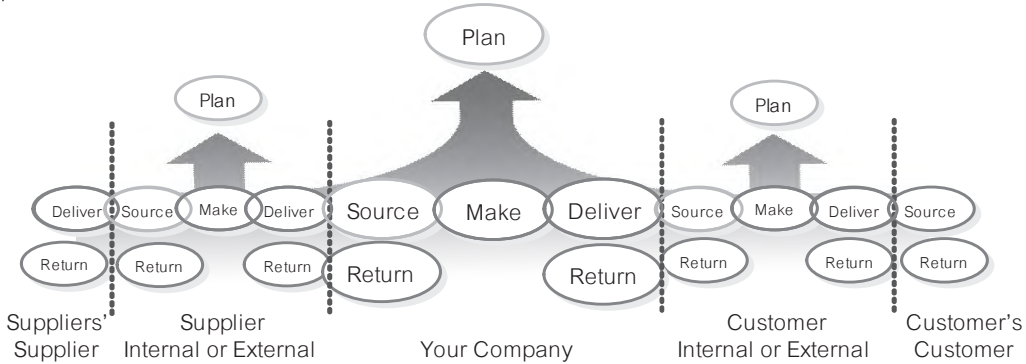 Plan
Plan
Plan
Deliver
Source
Make
Deliver
Source
Make
Deliver
Source
Make
Deliver
Source
Return
Return
Return
Return
Return
Return
Return
Return
Suppliers'
Supplier
Supplier
Internal or External
Your Company
Customer
Internal or External
Customer's
Customer